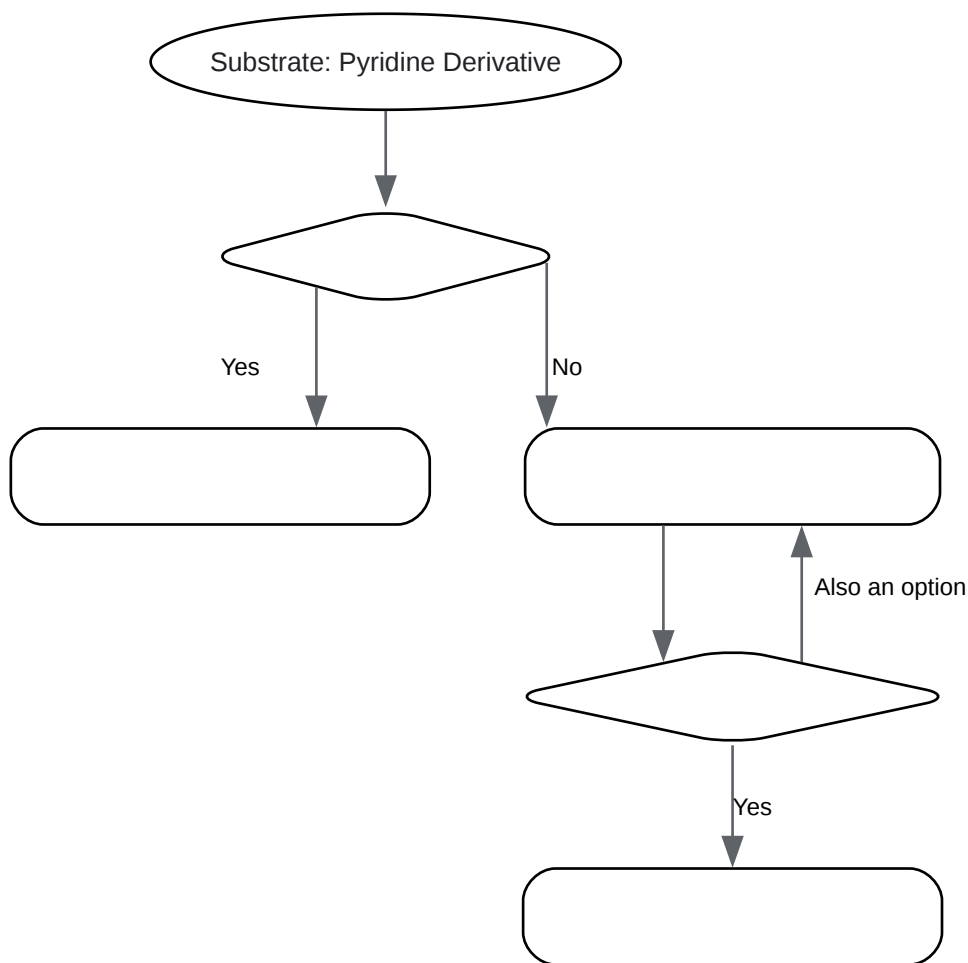 Substrate: Pyridine Derivative
Yes
No
Also an option
Yes